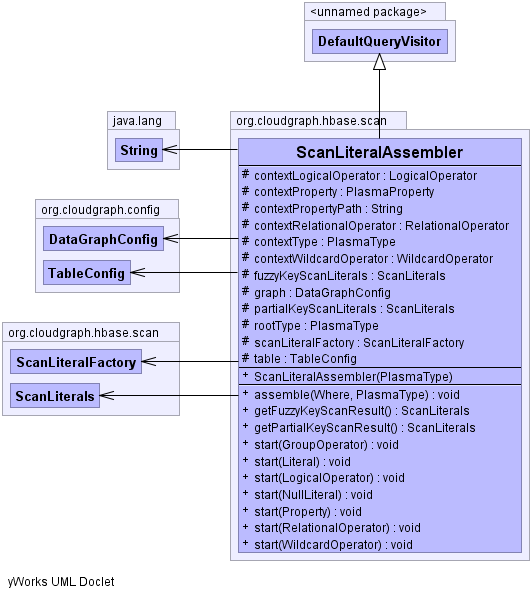 <unnamed package>
DefaultQueryVisitor
java.lang
String
org.cloudgraph.config
DataGraphConfig
TableConfig
org.cloudgraph.hbase.scan
ScanLiteralFactory
ScanLiterals
org.cloudgraph.hbase.scan
ScanLiteralAssembler
# contextLogicalOperator : LogicalOperator
# contextProperty : PlasmaProperty
# contextPropertyPath : String
# contextRelationalOperator : RelationalOperator
# contextType : PlasmaType
# contextWildcardOperator : WildcardOperator
# fuzzyKeyScanLiterals : ScanLiterals
# graph : DataGraphConfig
# partialKeyScanLiterals : ScanLiterals
# rootType : PlasmaType
# scanLiteralFactory : ScanLiteralFactory
# table : TableConfig
+ ScanLiteralAssembler(PlasmaType)
+ assemble(Where, PlasmaType) : void
+ getFuzzyKeyScanResult() : ScanLiterals
+ getPartialKeyScanResult() : ScanLiterals
+ start(GroupOperator) : void
+ start(Literal) : void
+ start(LogicalOperator) : void
+ start(NullLiteral) : void
+ start(Property) : void
+ start(RelationalOperator) : void
+ start(WildcardOperator) : void
yWorks UML Doclet